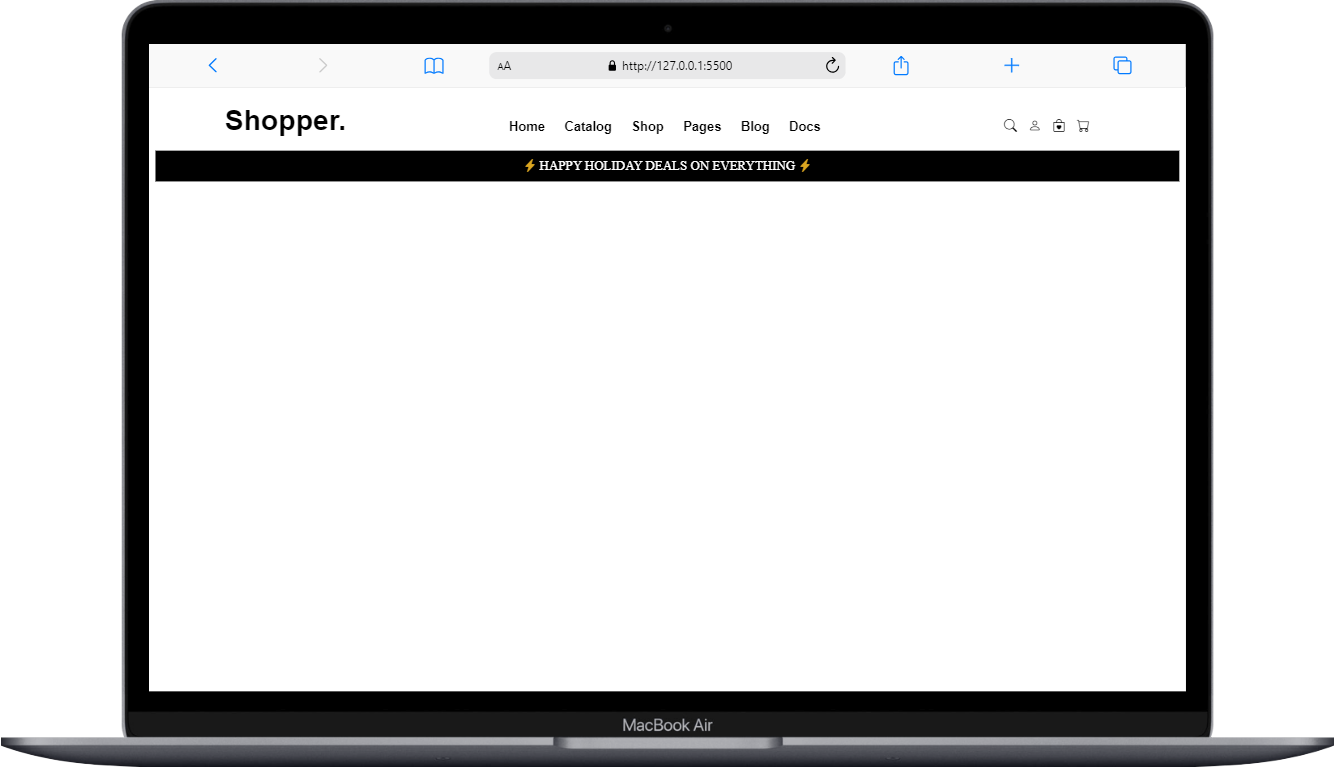 AA http://127.0.0.1:5500
Shopper. Home Catalog Shop Pages Blog Docs
⚡ HAPPY HOLIDAY DEALS ON EVERYTHING ⚡
MacBook Air